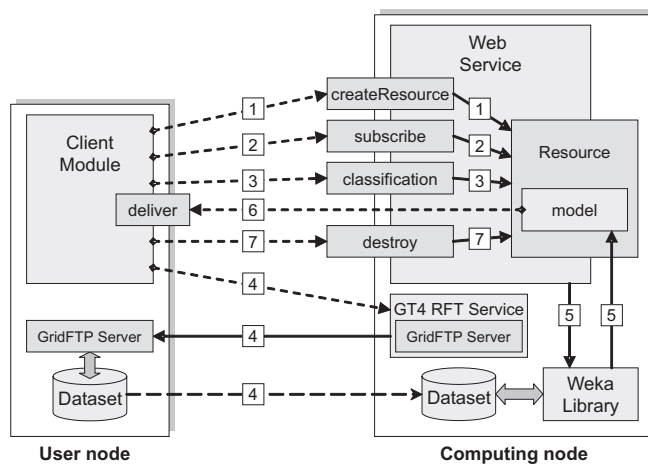 Web
Service
createResource
1
1
Client
Module
subscribe
2
2
Resource
classification
3
3
deliver
6
model
destroy
7
7
4
GT4 RFT Service
5
5
GridFTP Server
4
GridFTP Server
Dataset
4
Dataset
Weka
Library
User node
Computing node